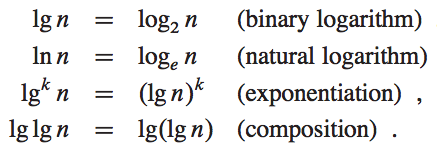 lg n = log₂ n (binary logarithm)
ln n = logₑ n (natural logarithm)
lgᵏ n = (lg n)ᵏ (exponentiation) ,
lg lg n = lg(lg n) (composition) .